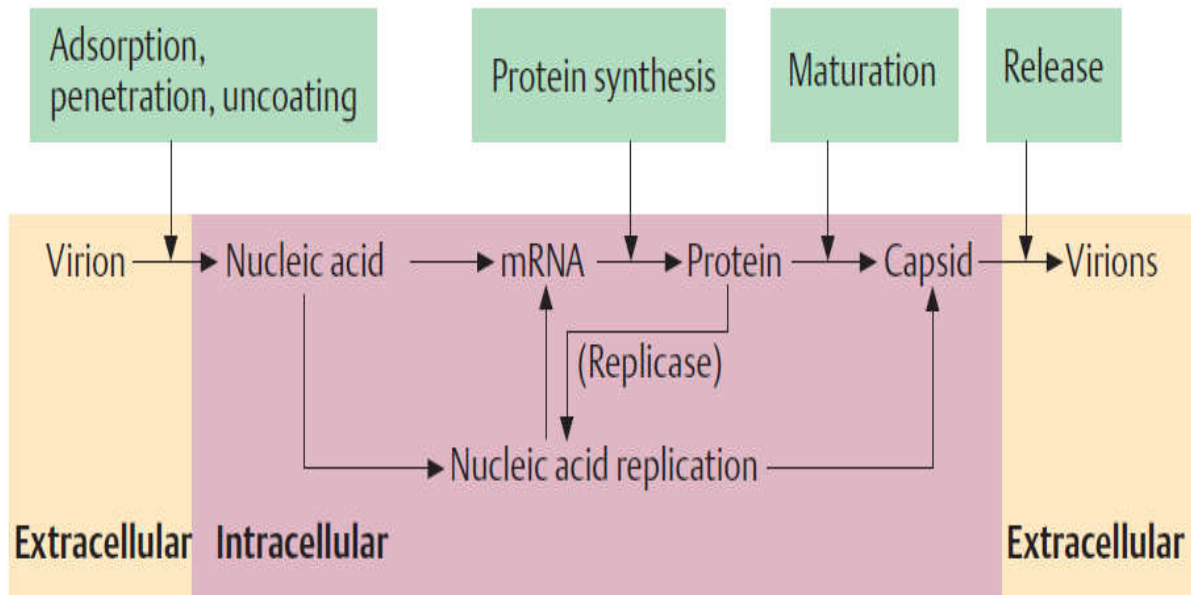 Adsorption,
penetration, uncoating
Protein synthesis
Maturation
Release
Virion
Nucleic acid
mRNA
Protein
Capsid
Virions
(Replicase)
Nucleic acid replication
Extracellular
Intracellular
Extracellular